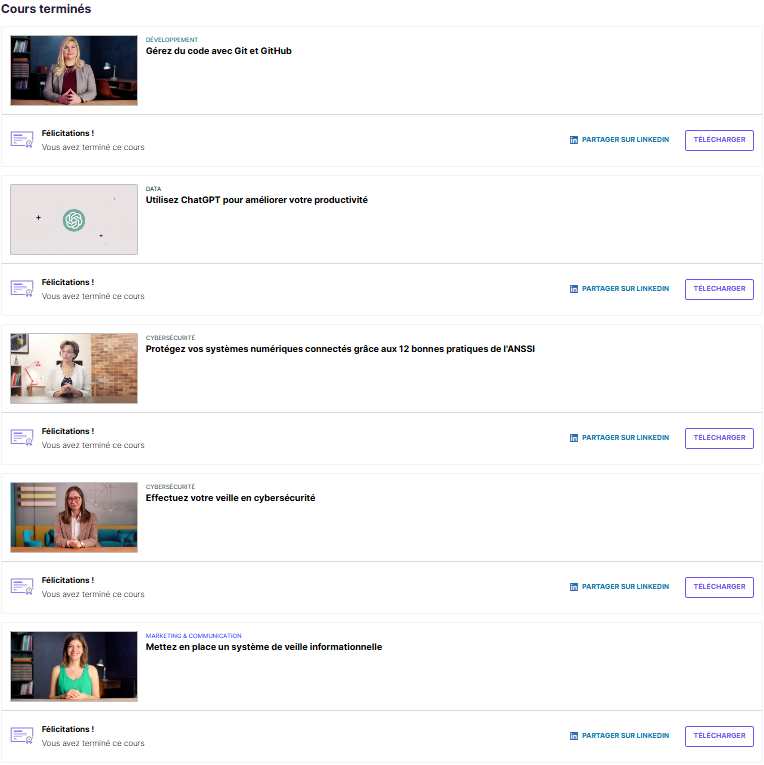 Cours terminés
DÉVELOPPEMENT
Gérez du code avec Git et GitHub
Félicitations !
Vous avez terminé ce cours
PARTAGER SUR LINKEDIN
TÉLÉCHARGER
DATA
Utilisez ChatGPT pour améliorer votre productivité
Félicitations !
Vous avez terminé ce cours
PARTAGER SUR LINKEDIN
TÉLÉCHARGER
CYBERSÉCURITÉ
Protégez vos systèmes numériques connectés grâce aux 12 bonnes pratiques de l'ANSSI
Félicitations !
Vous avez terminé ce cours
PARTAGER SUR LINKEDIN
TÉLÉCHARGER
CYBERSÉCURITÉ
Effectuez votre veille en cybersécurité
Félicitations !
Vous avez terminé ce cours
PARTAGER SUR LINKEDIN
TÉLÉCHARGER
MARKETING & COMMUNICATION
Mettez en place un système de veille informationnelle
Félicitations !
Vous avez terminé ce cours
PARTAGER SUR LINKEDIN
TÉLÉCHARGER